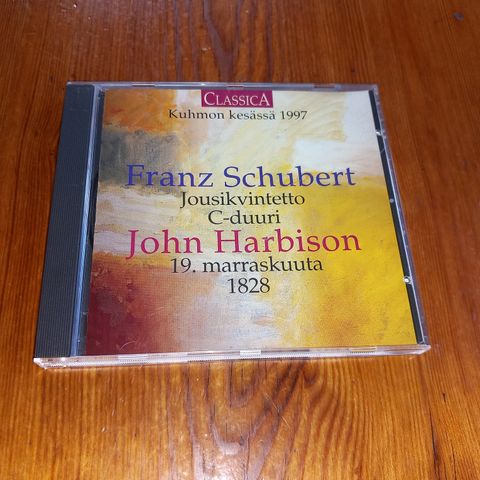 CLASSICA
Kuhmon kesässä 1997
Franz Schubert
Jousikvintetto
C-duuri
John Harbison
19. marraskuuta
1828